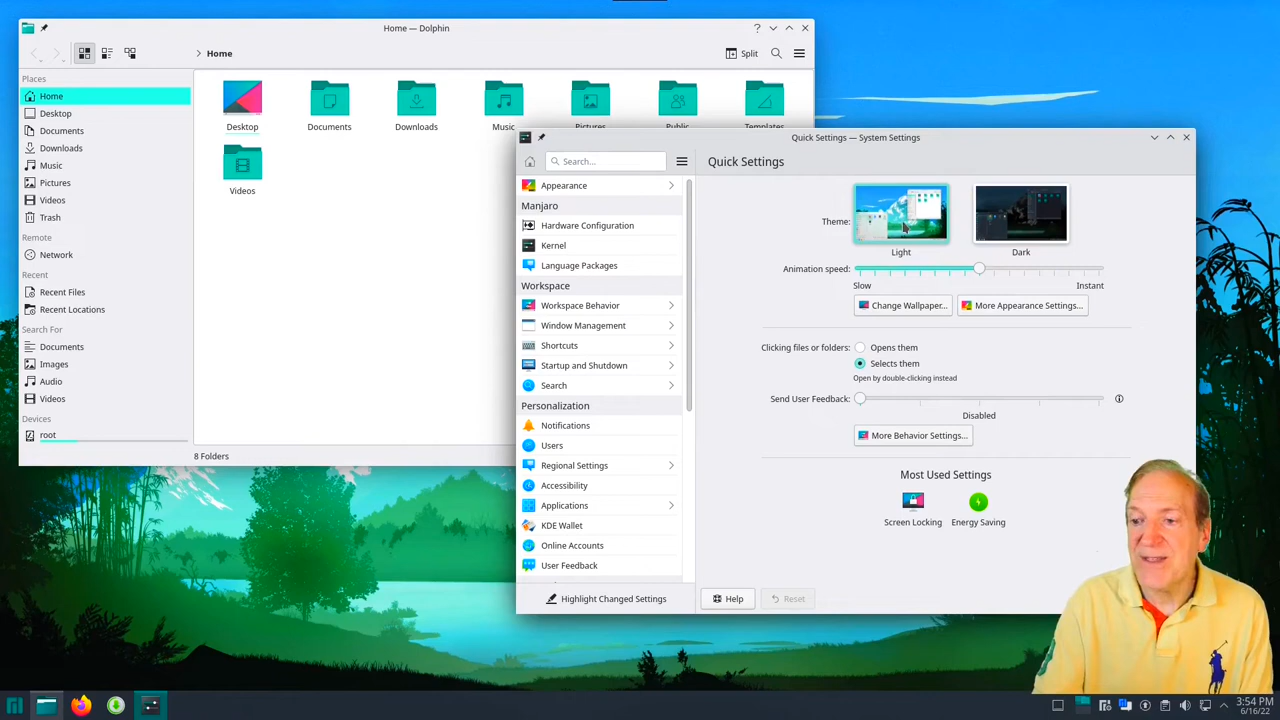 Home — Dolphin
Home
Split
Places
Home
Desktop
Documents
Downloads
Music
Pictures
Videos
Trash
Remote
Network
Recent
Recent Files
Recent Locations
Search For
Documents
Images
Audio
Videos
Devices
root
Desktop
Documents
Downloads
Music
Pictures
Public
Templates
Videos
8 Folders
Quick Settings — System Settings
Search...
Quick Settings
Appearance
Manjaro
Hardware Configuration
Kernel
Language Packages
Workspace
Workspace Behavior
Window Management
Shortcuts
Startup and Shutdown
Search
Personalization
Notifications
Users
Regional Settings
Accessibility
Applications
KDE Wallet
Online Accounts
User Feedback
Highlight Changed Settings
Theme:
Light
Dark
Animation speed:
Slow
Instant
Change Wallpaper...
More Appearance Settings...
Clicking files or folders:
Opens them
Selects them
Open by double-clicking instead
Send User Feedback:
Disabled
More Behavior Settings...
Most Used Settings
Screen Locking
Energy Saving
Help
Reset
3:54 PM
6/16/22